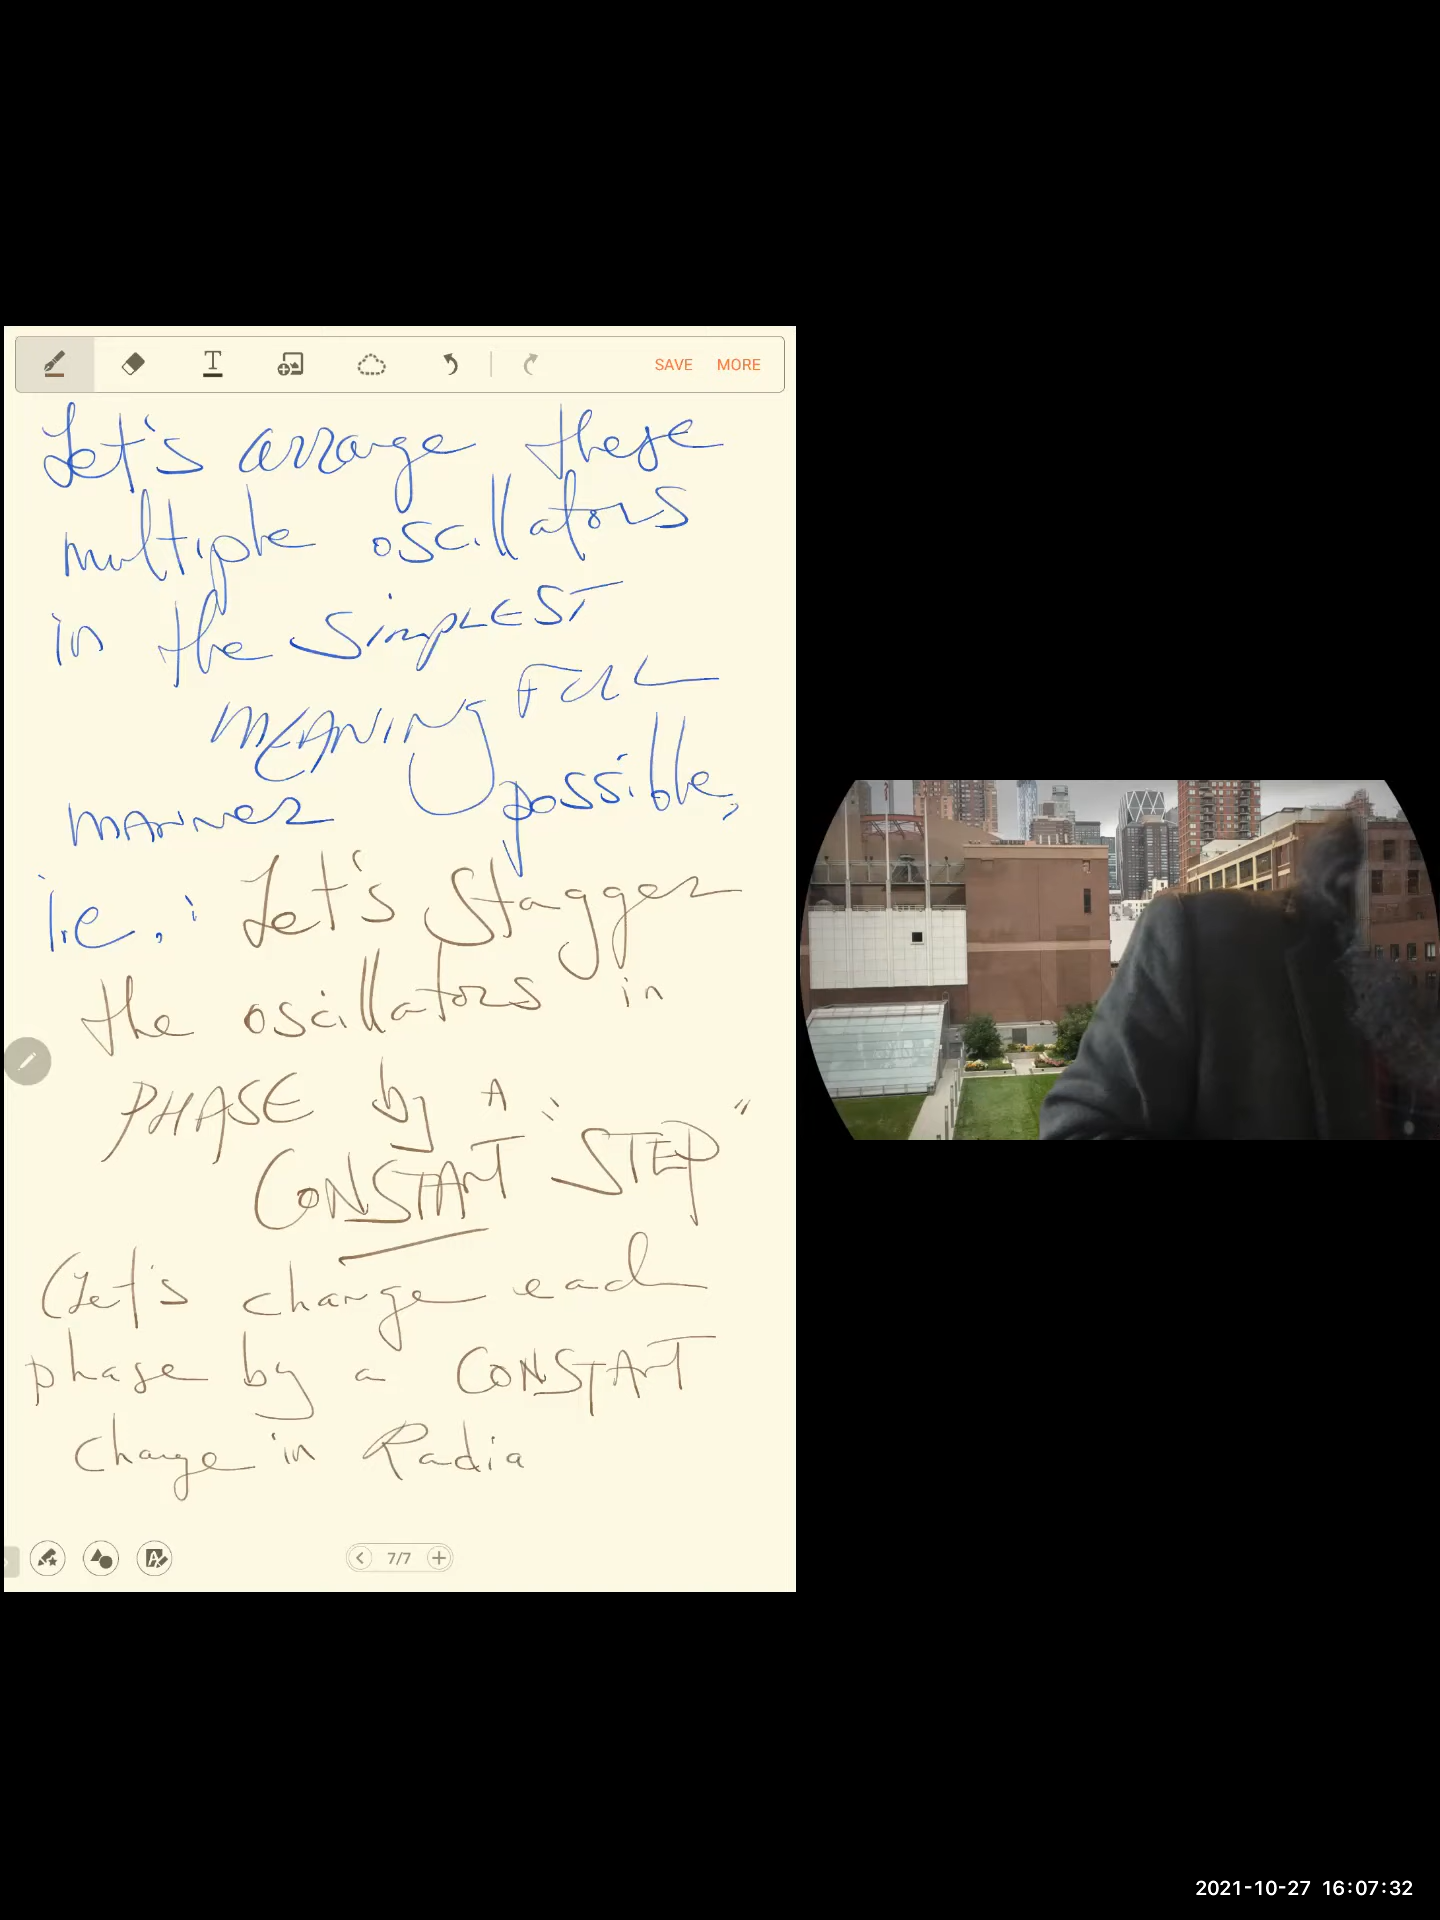 T
SAVE MORE
Let's arrange these
multiple oscillators
in the SIMPLEST
MEANINGFULL
MANNER possible,
i.e.,: Let's Stagger
the oscillators in
PHASE by A
CONSTANT "STEP"
(Let's change each
phase by a CONSTANT
Change in Radia
A
7/7
2021-10-27 16:07:32